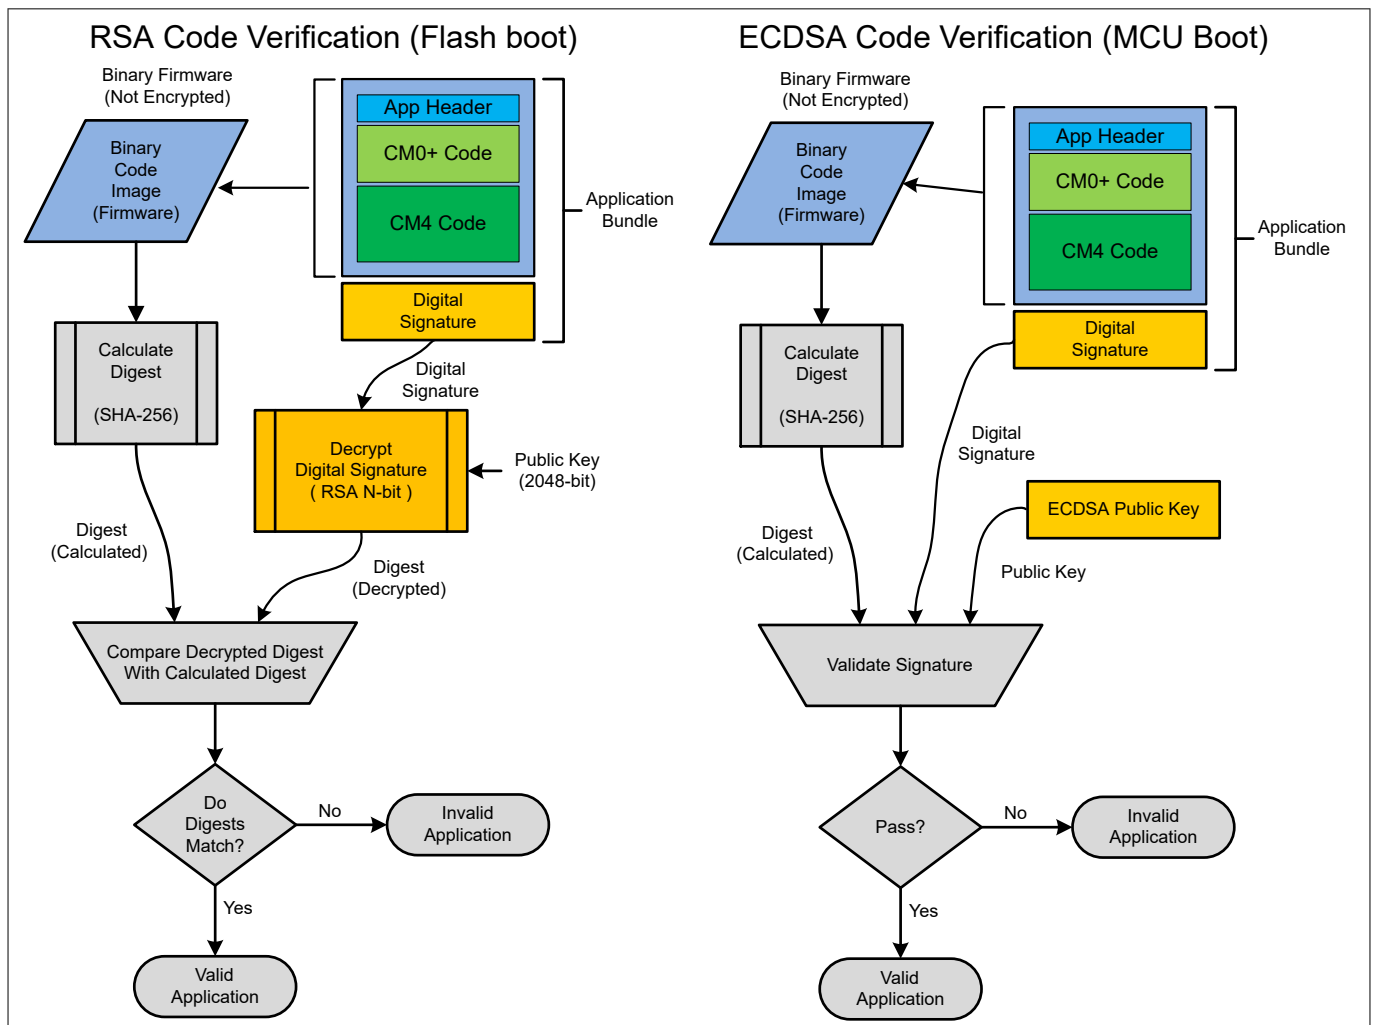 RSA Code Verification (Flash boot)
Binary Firmware
(Not Encrypted)
App Header
CM0+ Code
CM4 Code
Binary
Code
Image
(Firmware)
Application
Bundle
Digital
Signature
Calculate
Digest
(SHA-256)
Digital
Signature
Decrypt
Digital Signature
( RSA N-bit )
Public Key
(2048-bit)
Digest
(Calculated)
Digest
(Decrypted)
Compare Decrypted Digest
With Calculated Digest
Do
Digests
Match?
No
Invalid
Application
Yes
Valid
Application
ECDSA Code Verification (MCU Boot)
Binary Firmware
(Not Encrypted)
App Header
CM0+ Code
CM4 Code
Binary
Code
Image
(Firmware)
Application
Bundle
Digital
Signature
Calculate
Digest
(SHA-256)
Digital
Signature
ECDSA Public Key
Digest
(Calculated)
Public Key
Validate Signature
Pass?
No
Invalid
Application
Yes
Valid
Application